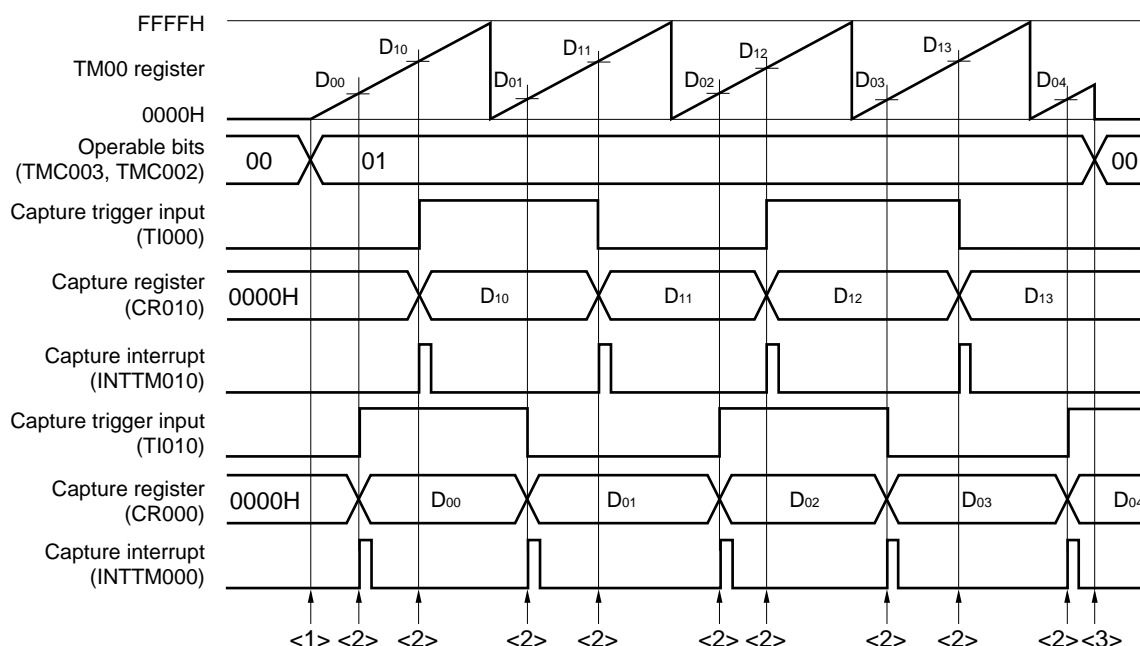 FFFFH
D10 D11 D12 D13
TM00 register
D00 D01 D02 D03 D04
0000H
Operable bits
(TMC003, TMC002)
00 01 00
Capture trigger input
(TI000)
Capture register
(CR010)
0000H D10 D11 D12 D13
Capture interrupt
(INTTM010)
Capture trigger input
(TI010)
Capture register
(CR000)
0000H D00 D01 D02 D03 D04
Capture interrupt
(INTTM000)
<1> <2> <2> <2> <2> <2> <2> <2> <2> <2> <3>